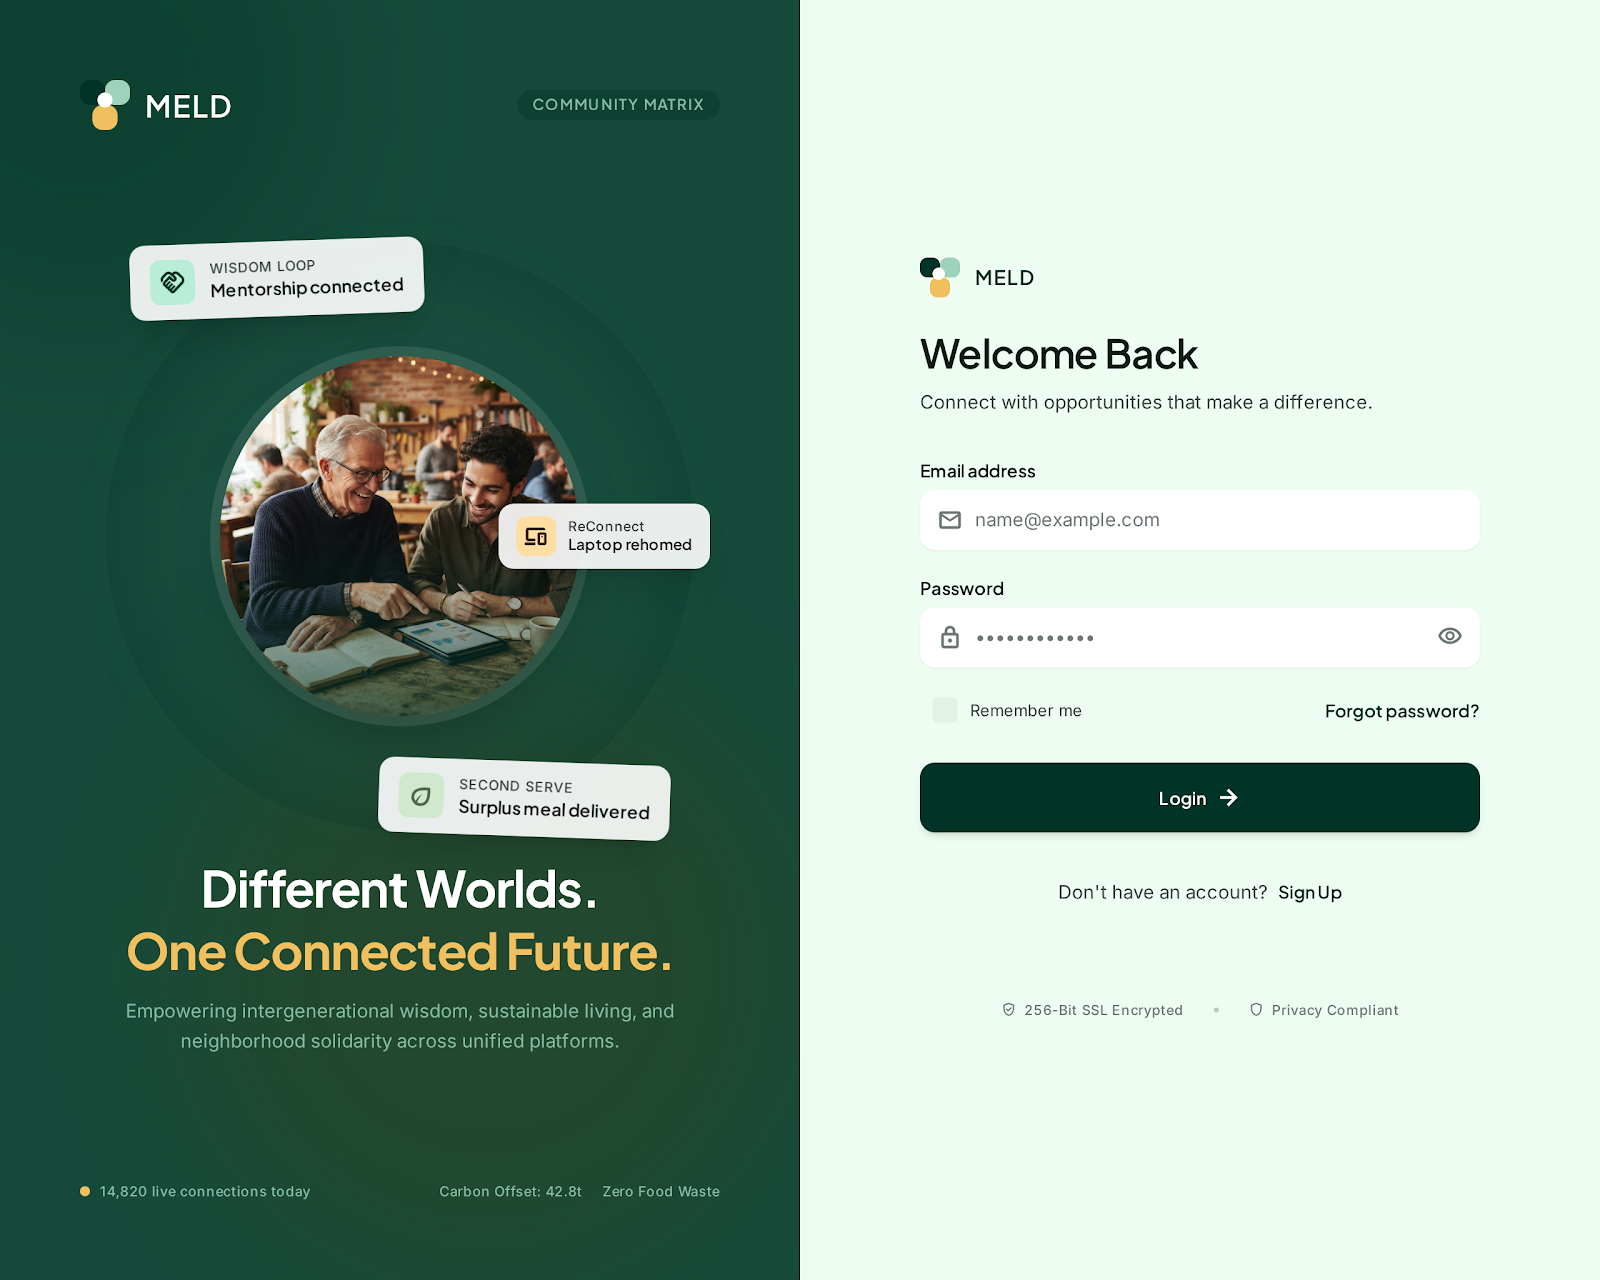 MELD
COMMUNITY MATRIX
WISDOM LOOP
Mentorship connected
ReConnect
Laptop rehomed
SECOND SERVE
Surplus meal delivered
Different Worlds.
One Connected Future.
Empowering intergenerational wisdom, sustainable living, and
neighborhood solidarity across unified platforms.
14,820 live connections today
Carbon Offset: 42.8t
Zero Food Waste
MELD
Welcome Back
Connect with opportunities that make a difference.
Email address
name@example.com
Password
••••••••••••
Remember me
Forgot password?
Login
Don't have an account? Sign Up
256-Bit SSL Encrypted • Privacy Compliant